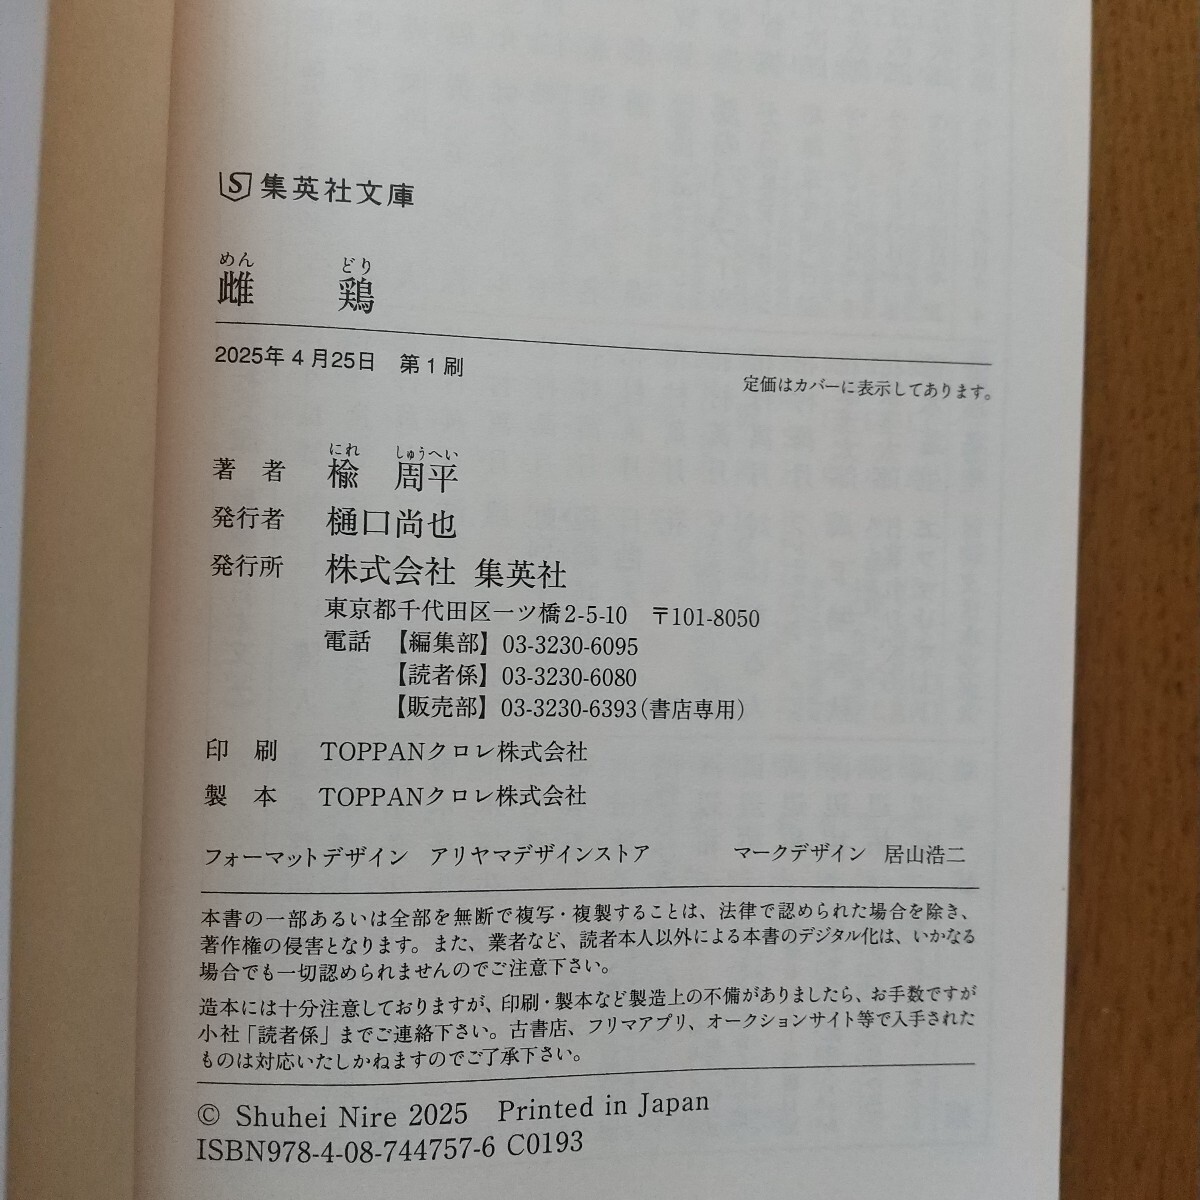 S 集英社文庫
めん どり
雌 鶏
2025年4月25日 第1刷
定価はカバーに表示してあります。
にれ しゅうへい
著 者 楡 周平
発行者 樋口尚也
発行所 株式会社 集英社
東京都千代田区一ツ橋2-5-10 〒101-8050
電話 【編集部】03-3230-6095
【読者係】03-3230-6080
【販売部】03-3230-6393(書店専用)
印 刷 TOPPANクロレ株式会社
製 本 TOPPANクロレ株式会社
フォーマットデザイン アリヤマデザインストア マークデザイン 居山浩二
本書の一部あるいは全部を無断で複写・複製することは、法律で認められた場合を除き、
著作権の侵害となります。また、業者など、読者本人以外による本書のデジタル化は、いかなる
場合でも一切認められませんのでご注意下さい。
造本には十分注意しておりますが、印刷・製本など製造上の不備がありましたら、お手数ですが
小社「読者係」までご連絡下さい。古書店、フリマアプリ、オークションサイト等で入手された
ものは対応いたしかねますのでご了承下さい。
© Shuhei Nire 2025 Printed in Japan
ISBN978-4-08-744757-6 C0193